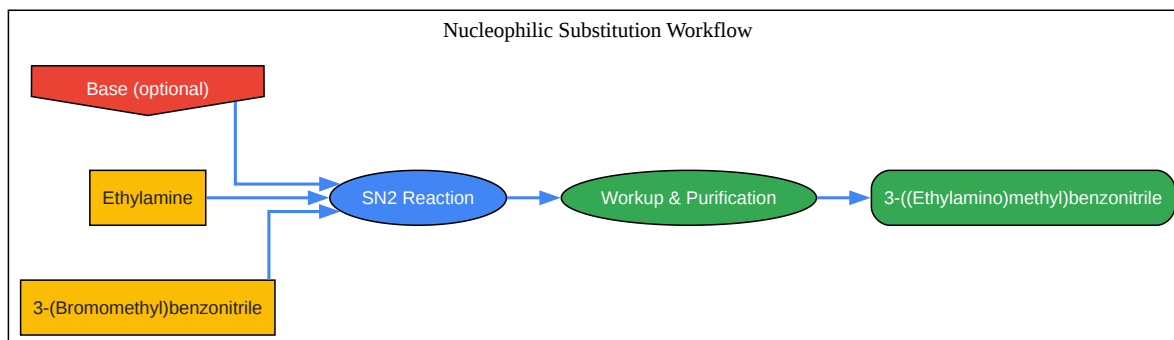 Nucleophilic Substitution Workflow
Base (optional)
Ethylamine
SN2 Reaction
Workup & Purification
3-((Ethylamino)methyl)benzonitrile
3-(Bromomethyl)benzonitrile